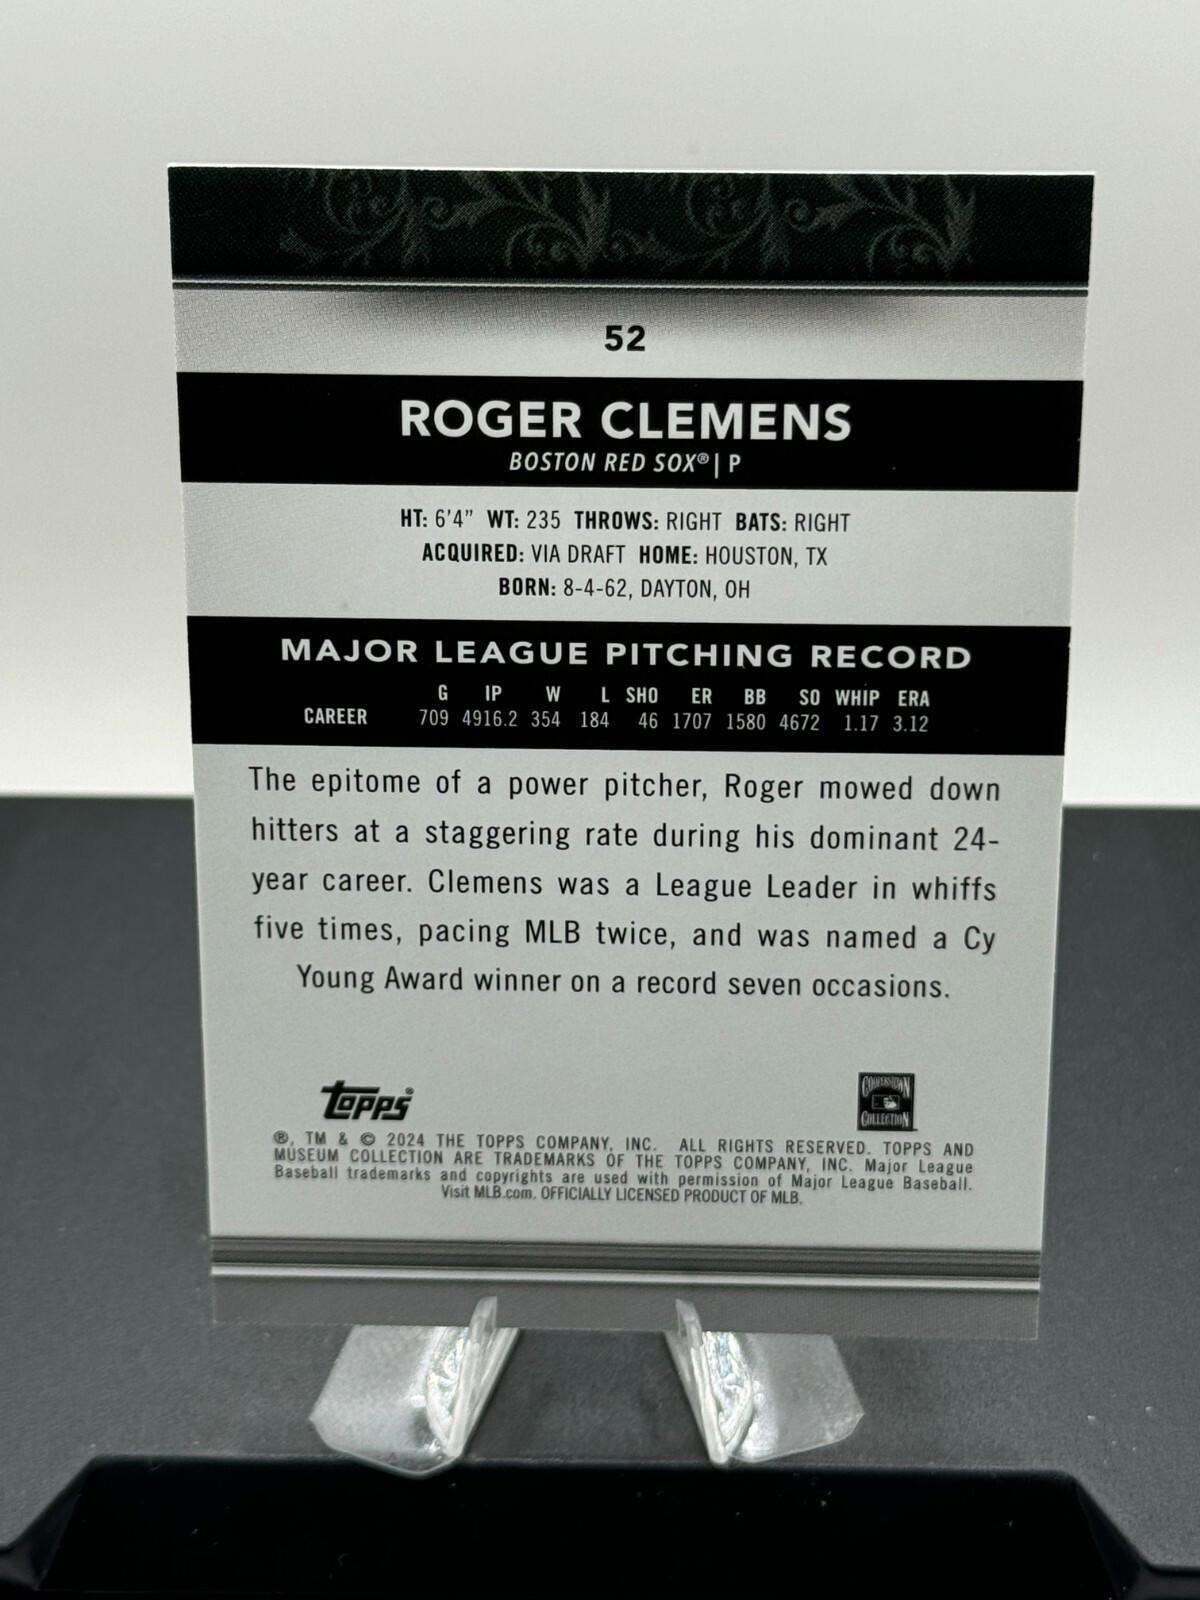 52
ROGER CLEMENS
BOSTON RED SOX® | P
HT: 6'4" WT: 235 THROWS: RIGHT BATS: RIGHT
ACQUIRED: VIA DRAFT HOME: HOUSTON, TX
BORN: 8-4-62, DAYTON, OH
MAJOR LEAGUE PITCHING RECORD
G IP W L SHO ER BB SO WHIP ERA
CAREER 709 4916.2 354 184 46 1707 1580 4672 1.17 3.12
The epitome of a power pitcher, Roger mowed down
hitters at a staggering rate during his dominant 24-
year career. Clemens was a League Leader in whiffs
five times, pacing MLB twice, and was named a Cy
Young Award winner on a record seven occasions.
Topps®
COOPERSTOWN
COLLECTION
®, TM & © 2024 THE TOPPS COMPANY, INC. ALL RIGHTS RESERVED. TOPPS AND
MUSEUM COLLECTION ARE TRADEMARKS OF THE TOPPS COMPANY, INC. Major League
Baseball trademarks and copyrights are used with permission of Major League Baseball.
Visit MLB.com. OFFICIALLY LICENSED PRODUCT OF MLB.